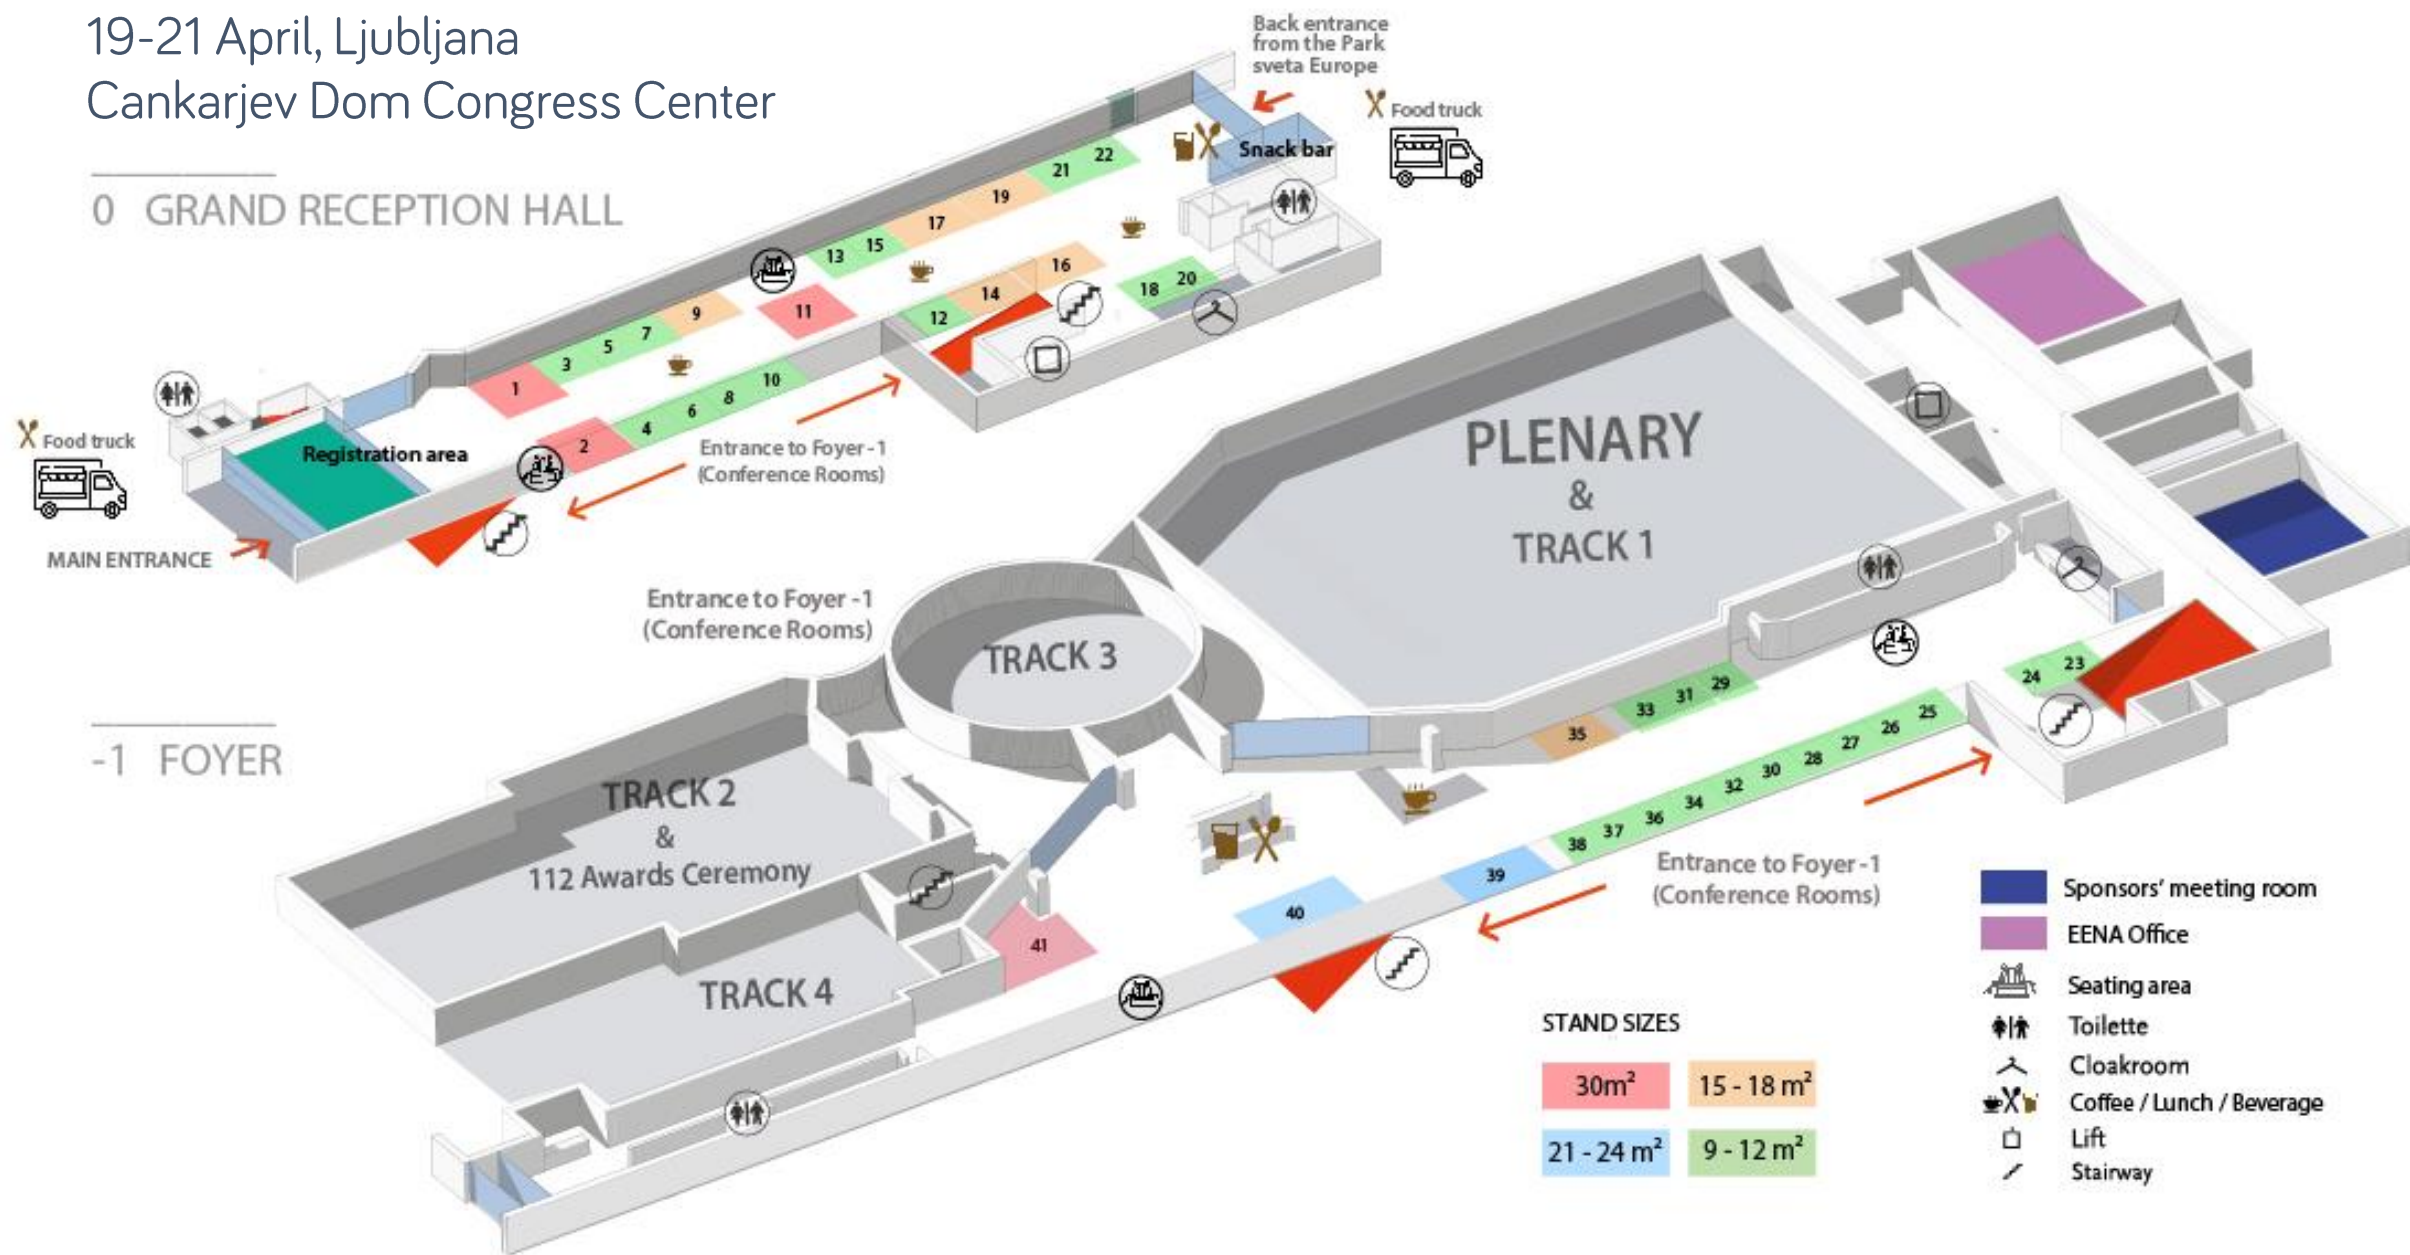 19-21 April, Ljubljana
Cankarjev Dom Congress Center
0 GRAND RECEPTION HALL
Back entrance
from the Park
sveta Europe
Food truck
Snack bar
22
21
19
17
15
13
16
14
12
20
18
11
9
7
5
3
1
10
8
6
4
2
Food truck
Registration area
MAIN ENTRANCE
Entrance to Foyer -1
(Conference Rooms)
Entrance to Foyer -1
(Conference Rooms)
-1 FOYER
PLENARY
&
TRACK 1
TRACK 3
TRACK 2
&
112 Awards Ceremony
TRACK 4
23
24
29
31
33
35
25
26
27
28
30
32
34
36
37
38
39
40
41
Entrance to Foyer -1
(Conference Rooms)
STAND SIZES
30m²
15 - 18 m²
21 - 24 m²
9 - 12 m²
Sponsors' meeting room
EENA Office
Seating area
Toilette
Cloakroom
Coffee / Lunch / Beverage
Lift
Stairway